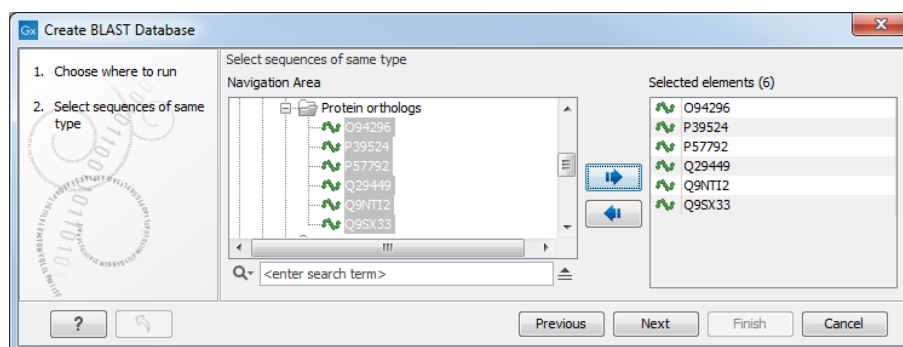 Gx Create BLAST Database
1. Choose where to run
2. Select sequences of same
type
Select sequences of same type
Navigation Area
Protein orthologs
O94296
P39524
P57792
Q29449
Q9NTI2
Q9SX33
<enter search term>
Selected elements (6)
O94296
P39524
P57792
Q29449
Q9NTI2
Q9SX33
?
Previous
Next
Finish
Cancel